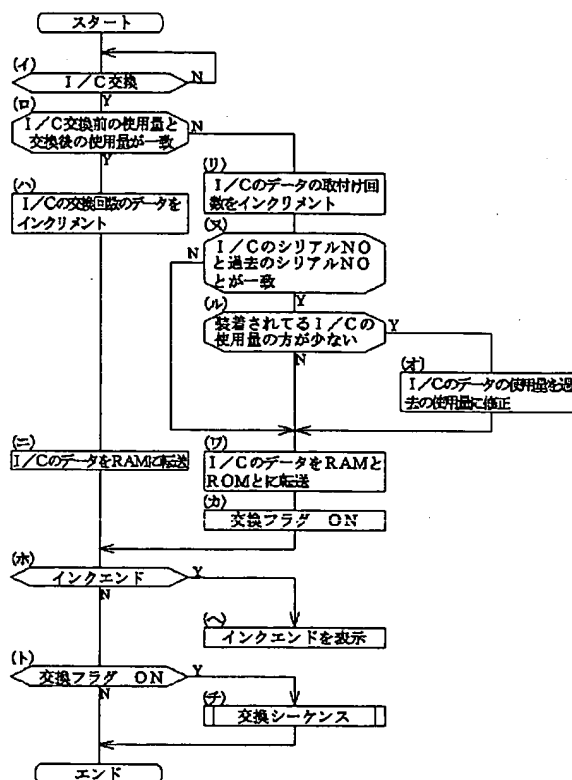 スタート
(イ)
I/C交換
N
Y
(ロ)
I/C交換前の使用量と
交換後の使用量が一致
N
Y
(ハ)
I/Cの交換回数のデータを
インクリメント
(リ)
I/Cのデータの取付け回
数をインクリメント
(ヌ)
N
I/CのシリアルNO
と過去のシリアルNO
とが一致
Y
(ル)
装着されてるI/Cの
使用量の方が少ない
Y
N
(オ)
I/Cのデータの使用量を過
去の使用量に修正
(ニ)
I/CのデータをRAMに転送
(ワ)
I/CのデータをRAMと
ROMとに転送
(カ)
交換フラグ ON
(ホ)
インクエンド
Y
N
(ヘ)
インクエンドを表示
(ト)
交換フラグ ON
Y
N
(チ)
交換シーケンス
エンド